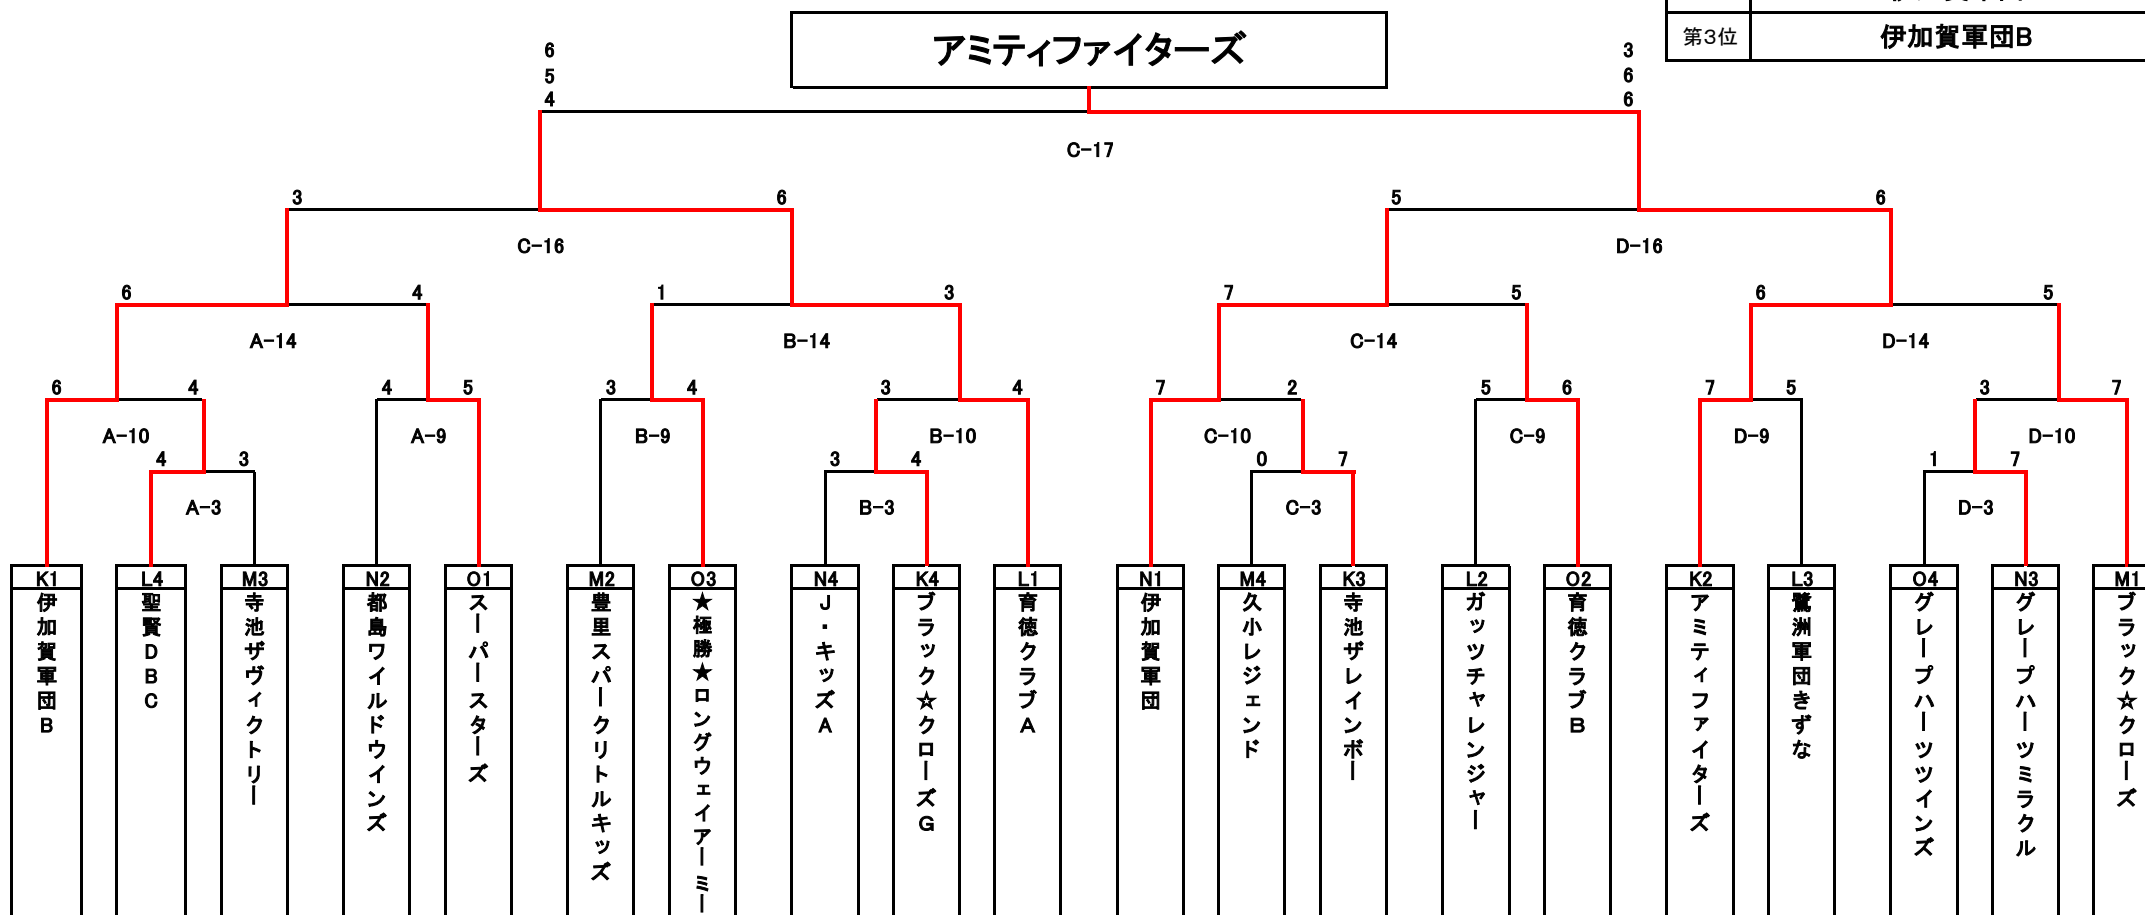 アミティファイターズ
第3位
伊加賀軍団B
6
5
4
3
6
6
C-17
3
6
5
6
C-16
D-16
6
4
1
3
7
5
6
5
A-14
B-14
C-14
D-14
6
4
4
5
3
4
3
4
7
2
5
6
7
5
3
7
A-10
A-9
B-9
B-10
C-10
C-9
D-9
D-10
4
3
3
4
0
7
1
7
A-3
B-3
C-3
D-3
K1
L4
M3
N2
O1
M2
O3
N4
K4
L1
N1
M4
K3
L2
O2
K2
L3
O4
N3
M1
伊加賀軍団B
聖賢DBC
寺池ザヴィクトリー
都島ワイルドウインズ
スーパースターズ
豊里スパークリトルキッズ
★極勝★ロングウェイアーミー
J・キッズA
ブラック☆クローズG
育徳クラブA
伊加賀軍団
久小レジェンド
寺池ザレインボー
ガッツチャレンジャー
育徳クラブB
アミティファイターズ
鷺洲軍団きずな
グレープハーツツインズ
グレープハーツミラクル
ブラック☆クローズ